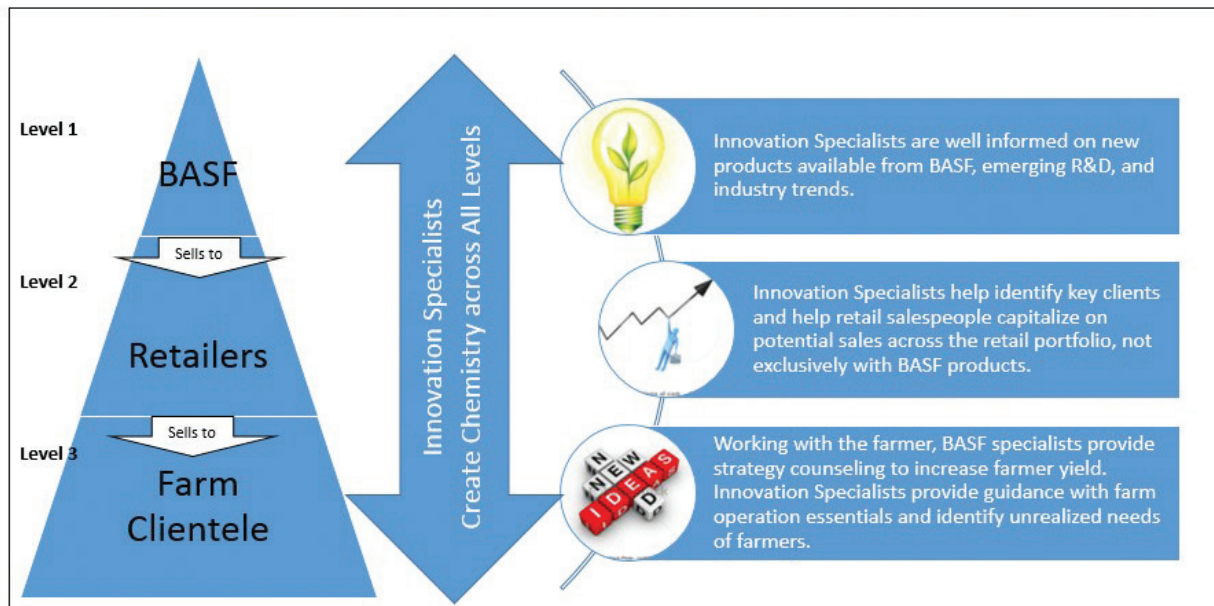 Level 1
BASF
Sells to
Level 2
Retailers
Sells to
Level 3
Farm
Clientele
Innovation Specialists
Create Chemistry across All Levels
Innovation Specialists are well informed on new
products available from BASF, emerging R&D, and
industry trends.
Innovation Specialists help identify key clients
and help retail salespeople capitalize on
potential sales across the retail portfolio, not
exclusively with BASF products.
NEW
IDEAS
Working with the farmer, BASF specialists provide
strategy counseling to increase farmer yield.
Innovation Specialists provide guidance with farm
operation essentials and identify unrealized needs
of farmers.